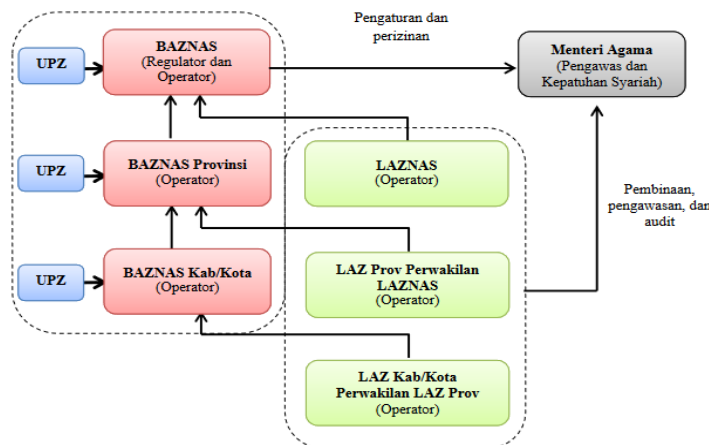 Pengaturan dan
perizinan
UPZ
BAZNAS
(Regulator dan
Operator)
Menteri Agama
(Pengawas dan
Kepatuhan Syariah)
UPZ
BAZNAS Provinsi
(Operator)
LAZNAS
(Operator)
Pembinaan,
pengawasan, dan
audit
UPZ
BAZNAS Kab/Kota
(Operator)
LAZ Prov Perwakilan
LAZNAS
(Operator)
LAZ Kab/Kota
Perwakilan LAZ Prov
(Operator)